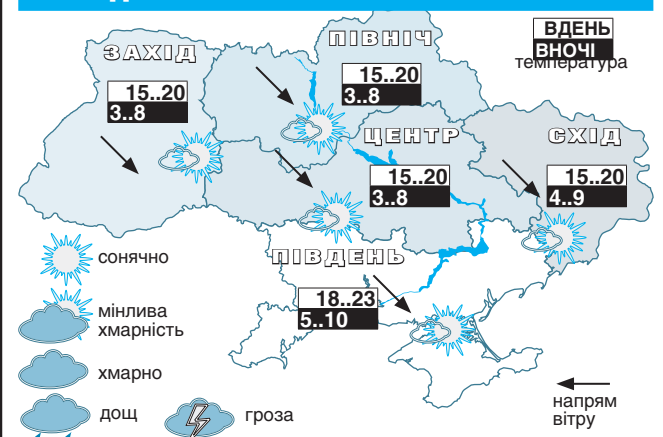 ПІВНІЧ
ВДЕНЬ
ВНОЧІ
температура
ЗАХІД
15..20
3..8
15..20
3..8
ЦЕНТР
15..20
3..8
СХІД
15..20
4..9
ПІВДЕНЬ
18..23
5..10
сонячно
мінлива
хмарність
хмарно
дощ
гроза
напрям
вітру